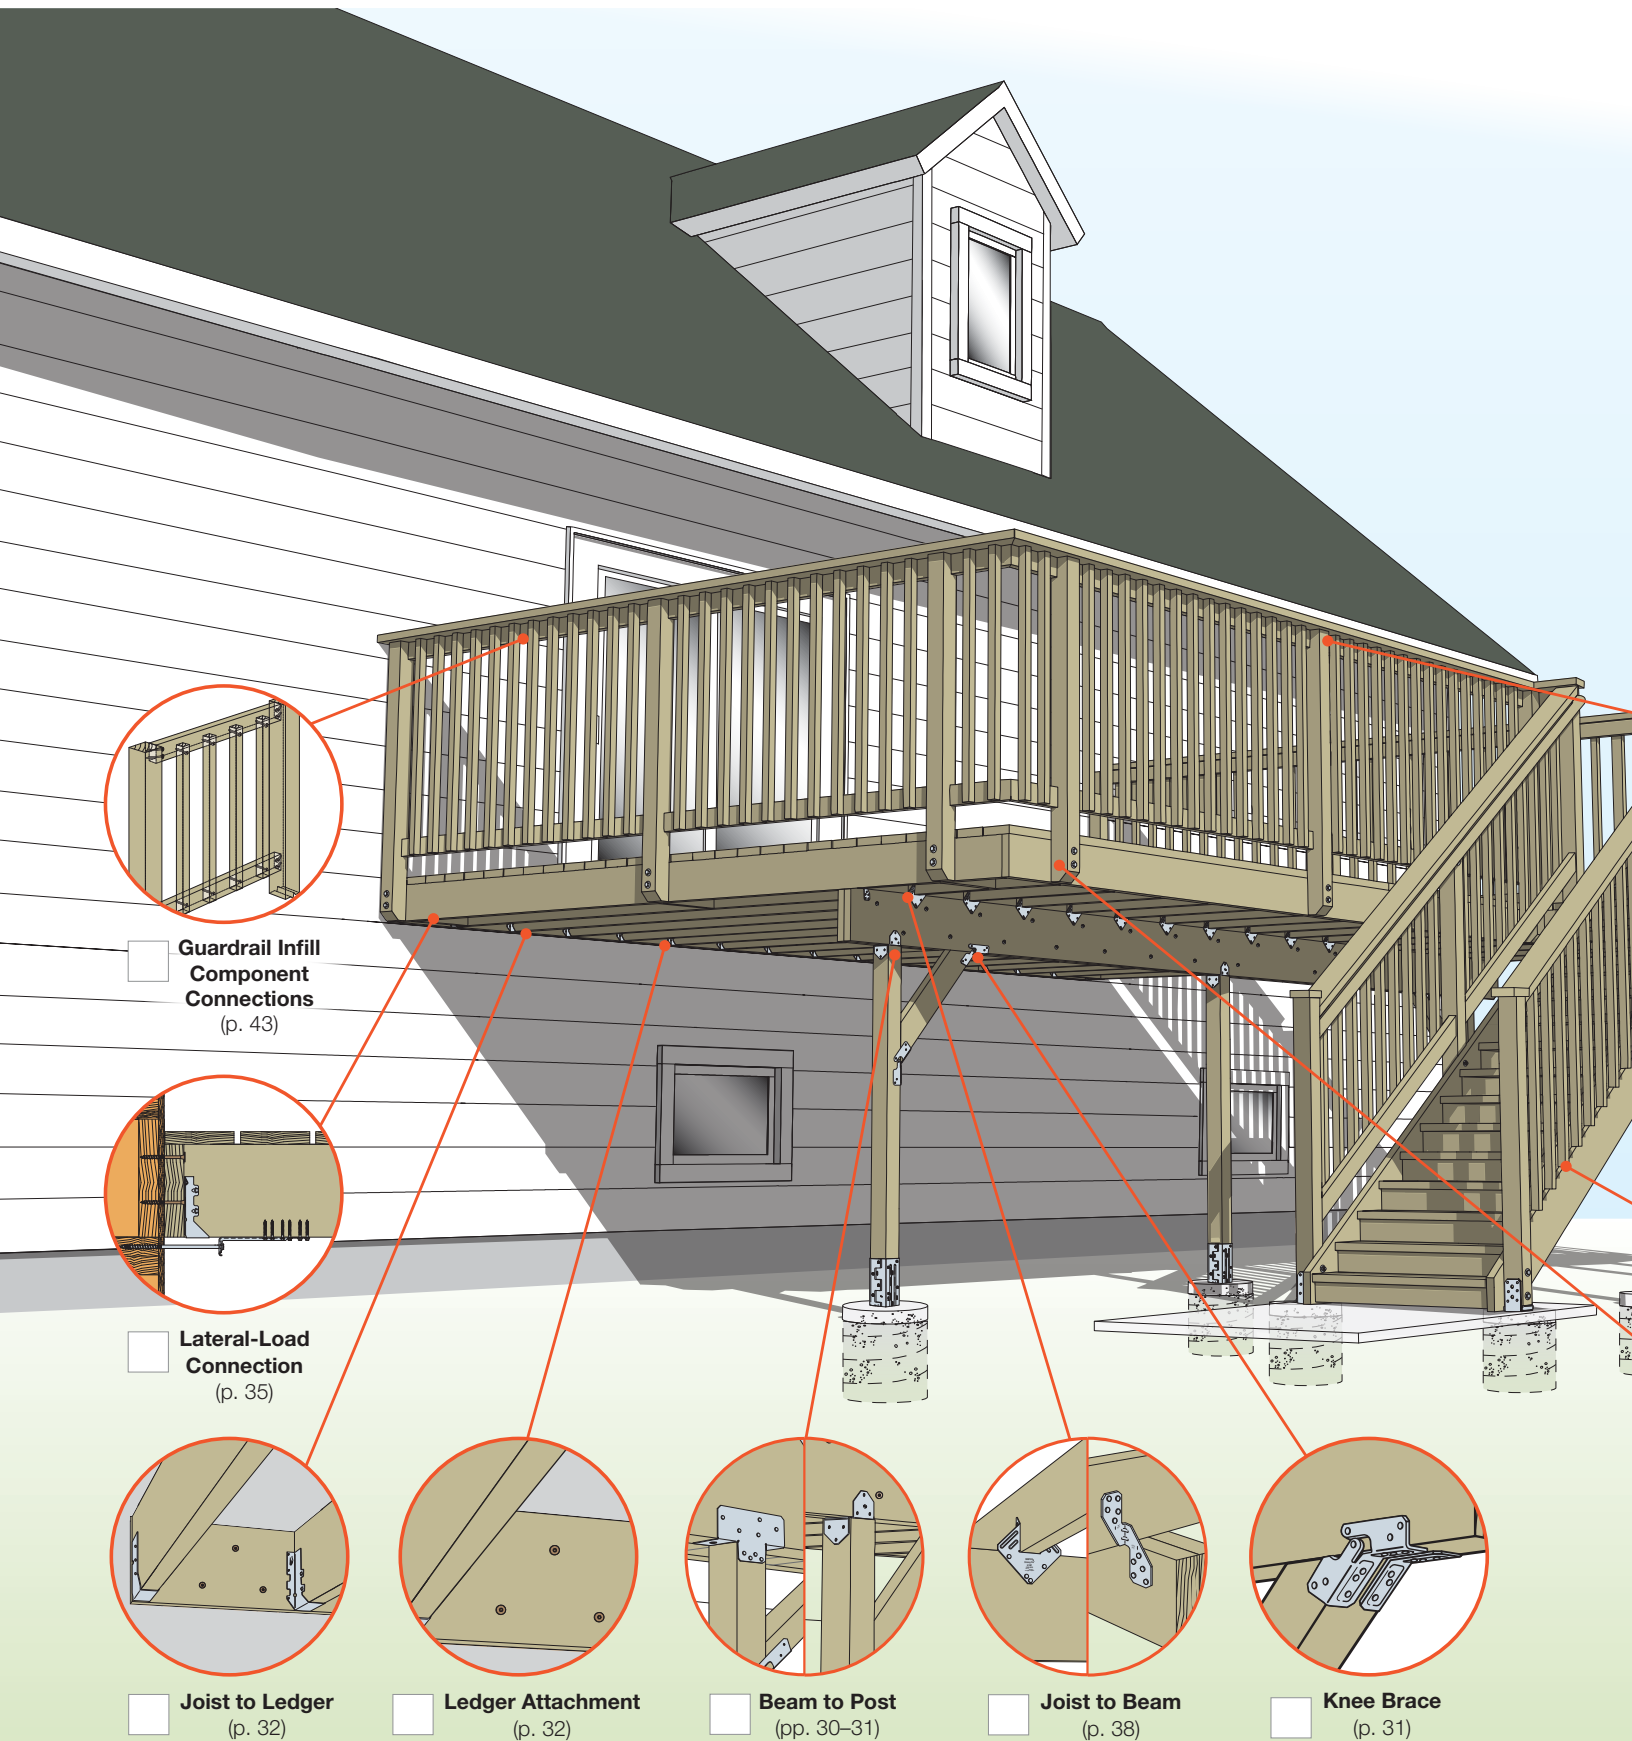 Guardrail Infill
Component
Connections
(p. 43)
Lateral-Load
Connection
(p. 35)
Joist to Ledger
(p. 32)
Ledger Attachment
(p. 32)
Beam to Post
(pp. 30–31)
Joist to Beam
(p. 38)
Knee Brace
(p. 31)